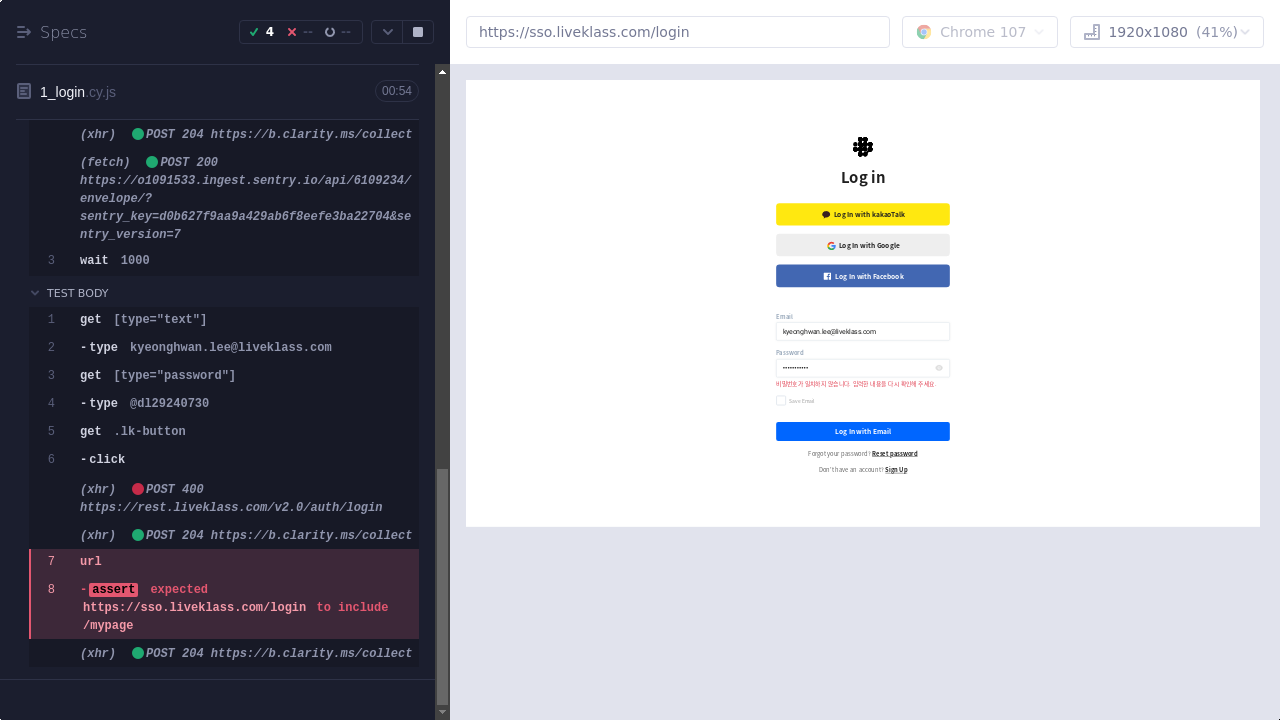 Specs
4 -- --
https://sso.liveklass.com/login
Chrome 107
1920x1080 (41%)
1_login.cy.js
00:54
(xhr) POST 204 https://b.clarity.ms/collect
(fetch) POST 200
https://o1091533.ingest.sentry.io/api/6109234/
envelope/?
sentry_key=d0b627f9aa9a429ab6f8eefe3ba22704&se
ntry_version=7
3 wait 1000
TEST BODY
1 get [type="text"]
2 -type kyeonghwan.lee@liveklass.com
3 get [type="password"]
4 -type @dl2fkd0730
5 get .lk-button
6 -click
(xhr) POST 400
https://rest.liveklass.com/v2.0/auth/login
(xhr) POST 204 https://b.clarity.ms/collect
7 url
8 -assert expected
https://sso.liveklass.com/login to include
/mypage
(xhr) POST 204 https://b.clarity.ms/collect
Log in
Log In with kakaoTalk
Log In with Google
Log In with Facebook
Email
kyeonghwan.lee@liveklass.com
Password
비밀번호가 일치하지 않습니다. 입력한 내용을 다시 확인해 주세요.
Save Email
Log In with Email
Forgot your password? Reset password
Don't have an account? Sign Up